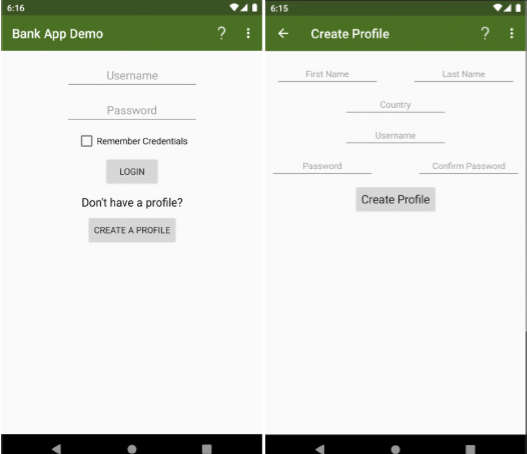 6:16
Bank App Demo ?
Username
Password
Remember Credentials
LOGIN
Don't have a profile?
CREATE A PROFILE
6:15
Create Profile ?
First Name Last Name
Country
Username
Password Confirm Password
Create Profile